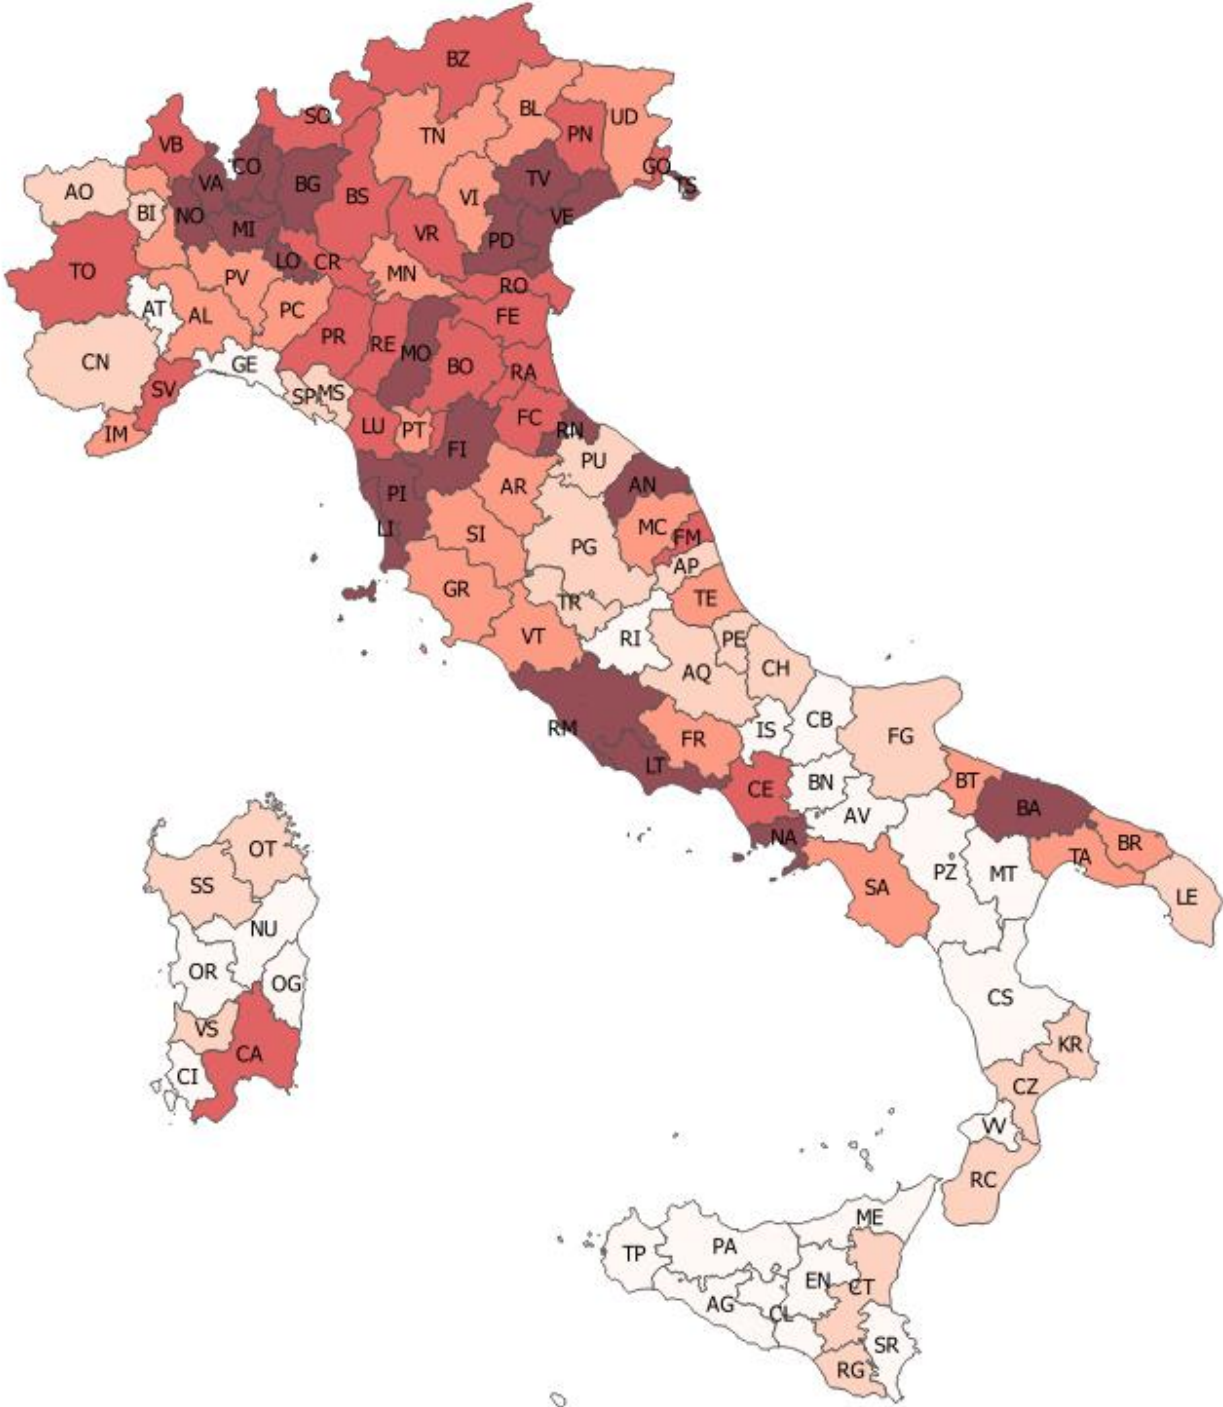 BZ
BL
UD
SO
TN
PN
VB
CO
GO
VA
BG
TV
TS
AO
BS
VI
BI
NO
MI
VE
VR
PD
LO
CR
TO
PV
MN
RO
AT
AL
PC
FE
PR
RE
MO
CN
GE
BO
RA
SV
SP
MS
LU
PT
FC
IM
FI
RN
PU
AR
AN
PI
LI
SI
MC
FM
PG
AP
GR
TR
TE
VT
RI
PE
AQ
CH
RM
FR
IS
CB
FG
LT
CE
BN
BT
AV
BA
NA
OT
BR
TA
SS
SA
PZ
MT
LE
NU
OR
OG
CS
VS
CA
KR
CI
CZ
VV
RC
ME
TP
PA
EN
CT
AG
CL
SR
RG